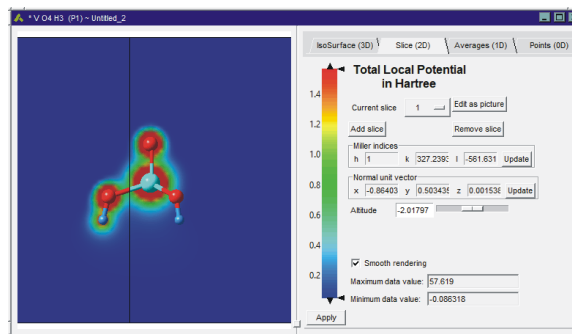 * V O4 H3 (P1) ~ Untitled_2
IsoSurface (3D) Slice (2D) Averages (1D) Points (0D)
Total Local Potential
in Hartree
1.4
1.2
1.0
0.8
0.6
0.4
0.2
Current slice 1 Edit as picture
Add slice Remove slice
Miller indices
h 1 k 327.2393 l -561.631 Update
Normal unit vector
x -0.86403 y 0.503435 z 0.001538 Update
Altitude -2.01797
Smooth rendering
Maximum data value: 57.619
Minimum data value: -0.086318
Apply